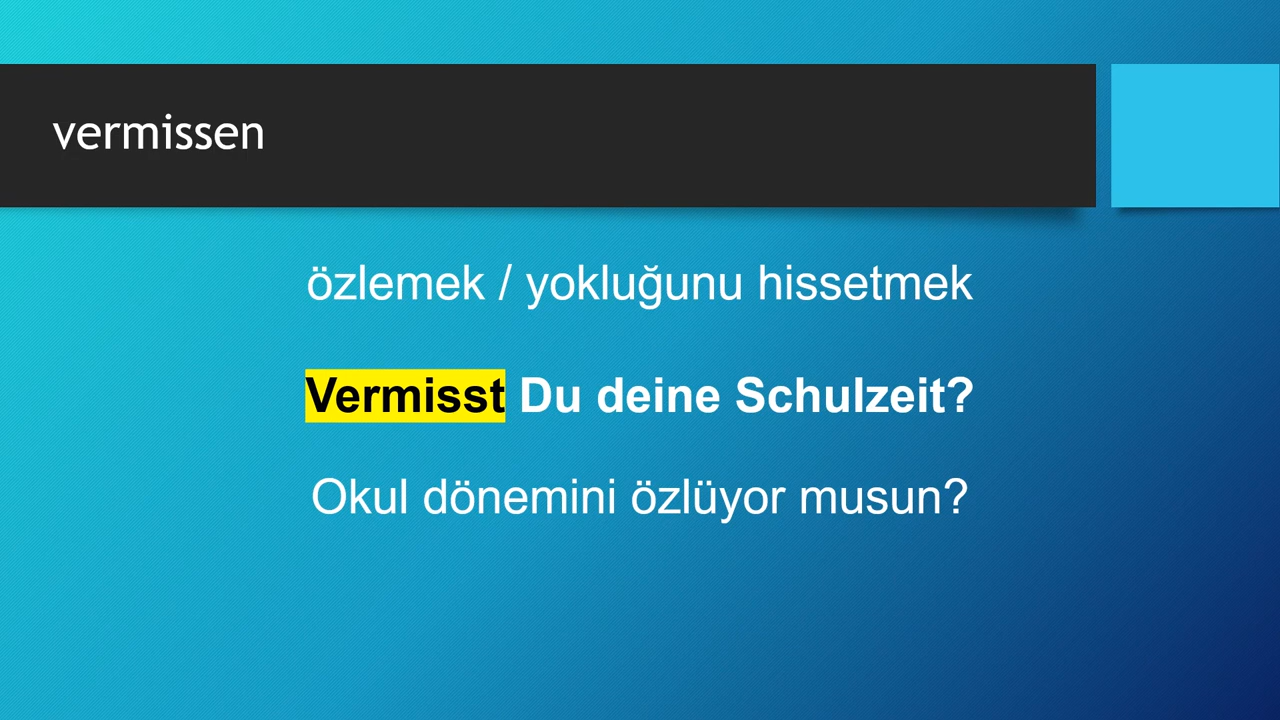 vermissen
özlemek / yokluğunu hissetmek
Vermisst Du deine Schulzeit?
Okul dönemini özlüyor musun?